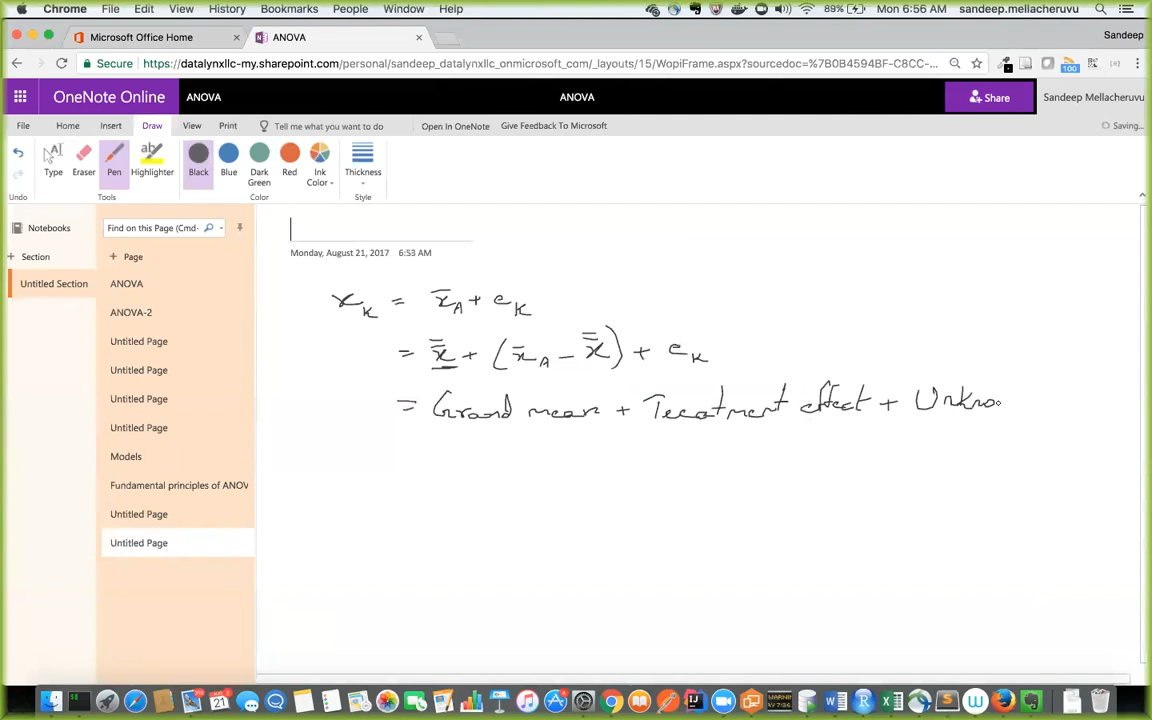 Chrome File Edit View History Bookmarks People Window Help 89% Mon 6:56 AM sandeep.mellacheruvu
Microsoft Office Home × ANOVA × Sandeep
Secure https://datalynxllc-my.sharepoint.com/personal/sandeep_datalynxllc_onmicrosoft_com/_layouts/15/WopiFrame.aspx?sourcedoc=%7B0B4594BF-C8CC-... 100
OneNote Online ANOVA ANOVA Share Sandeep Mellacheruvu
File Home Insert Draw View Print Tell me what you want to do Open In OneNote Give Feedback To Microsoft Saving...
Type Eraser Pen Highlighter Black Blue Dark Green Red Ink Color Thickness
Undo Tools Color Style
Notebooks Find on this Page (Cmd-
Monday, August 21, 2017 6:53 AM
+ Section + Page
Untitled Section ANOVA
ANOVA-2
Untitled Page
Untitled Page
Untitled Page
Untitled Page
Models
Fundamental principles of ANOV
Untitled Page
Untitled Page
x_K = x̄_A + e_K
= x̿ + (x̄_A − x̿) + e_K
= Grand mean + Treatment effect + Unkno